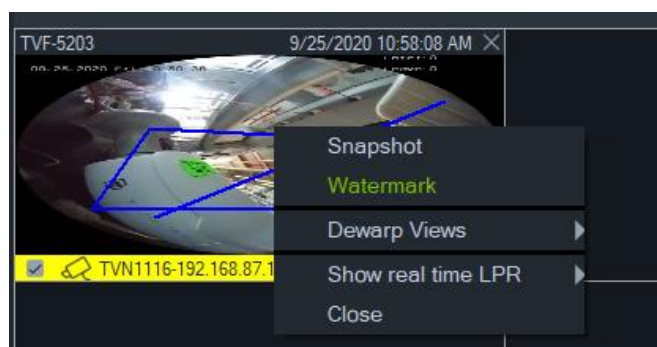 TVF-5203 9/25/2020 10:58:08 AM
Snapshot
Watermark
Dewarp Views
TVN1116-192.168.87.1
Show real time LPR
Close